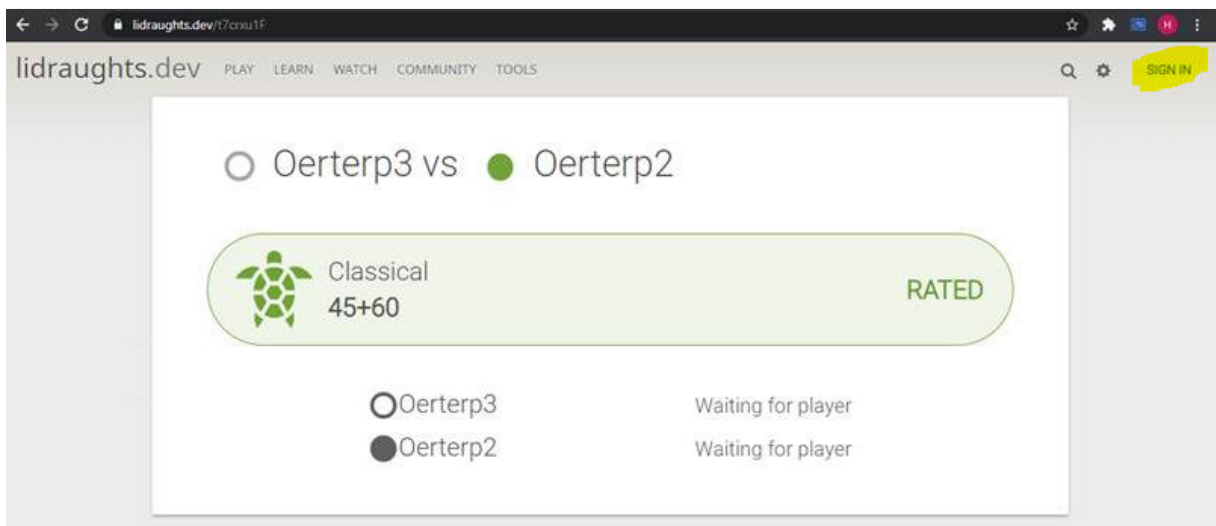 lidraughts.dev/t7crxu1F
H
lidraughts.dev PLAY LEARN WATCH COMMUNITY TOOLS SIGN IN
Oerterp3 vs Oerterp2
Classical
45+60
RATED
Oerterp3 Waiting for player
Oerterp2 Waiting for player